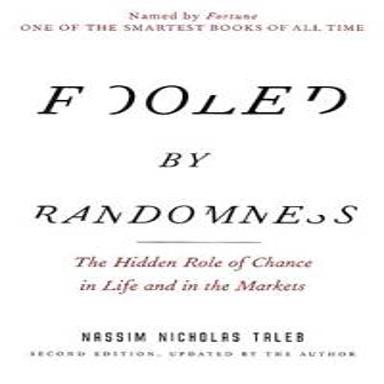 Named by Fortune
ONE OF THE SMARTEST BOOKS OF ALL TIME
FOOLED
BY
RANDOMNESS
The Hidden Role of Chance
in Life and in the Markets
NASSIM NICHOLAS TALEB
SECOND EDITION, UPDATED BY THE AUTHOR